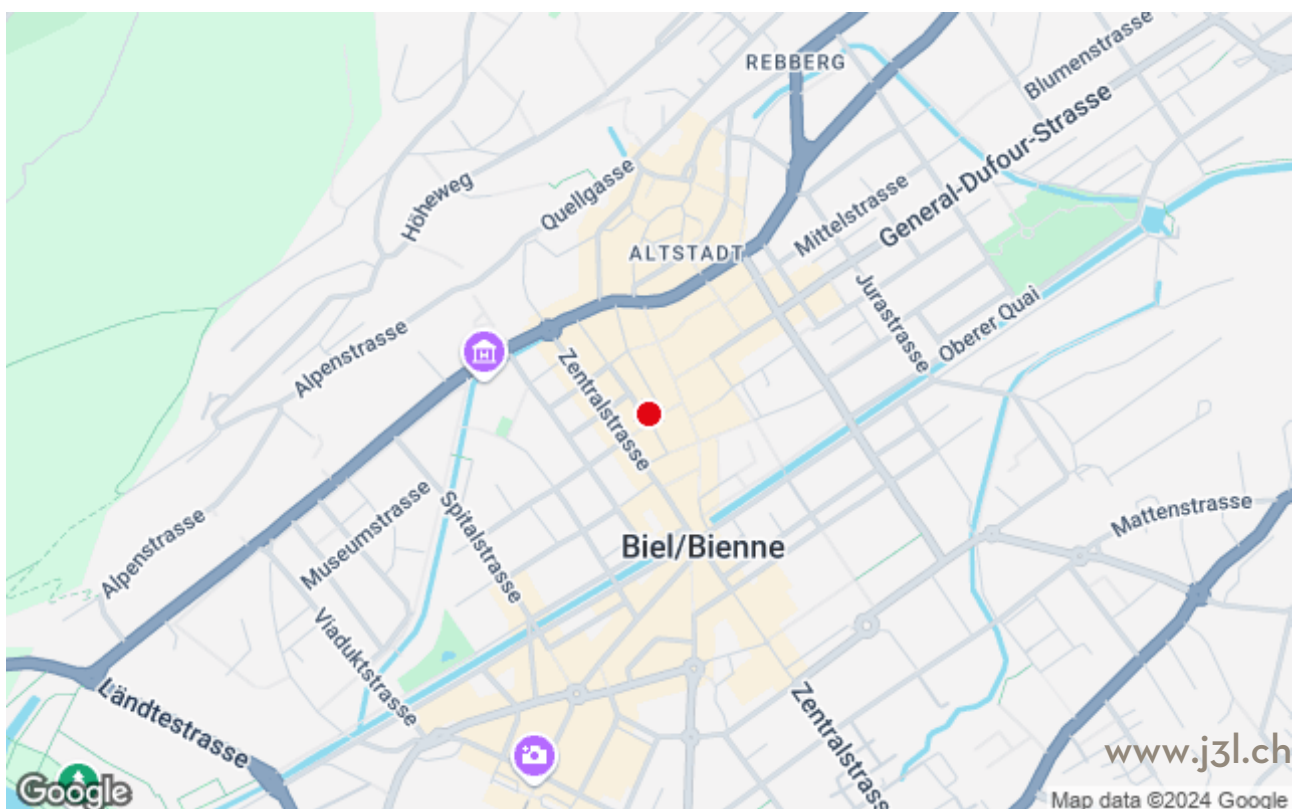 REBBERG
Blumenstrasse
General-Dufour-Strasse
Höheweg
Quellgasse
Mittelstrasse
ALTSTADT
Jurastrasse
Oberer Quai
Alpenstrasse
Zentralstrasse
Museumstrasse
Spitalstrasse
Mattenstrasse
Biel/Bienne
Alpenstrasse
Viaduktstrasse
Ländtestrasse
Zentralstrasse
www.j3l.ch
Google
Map data ©2024 Google